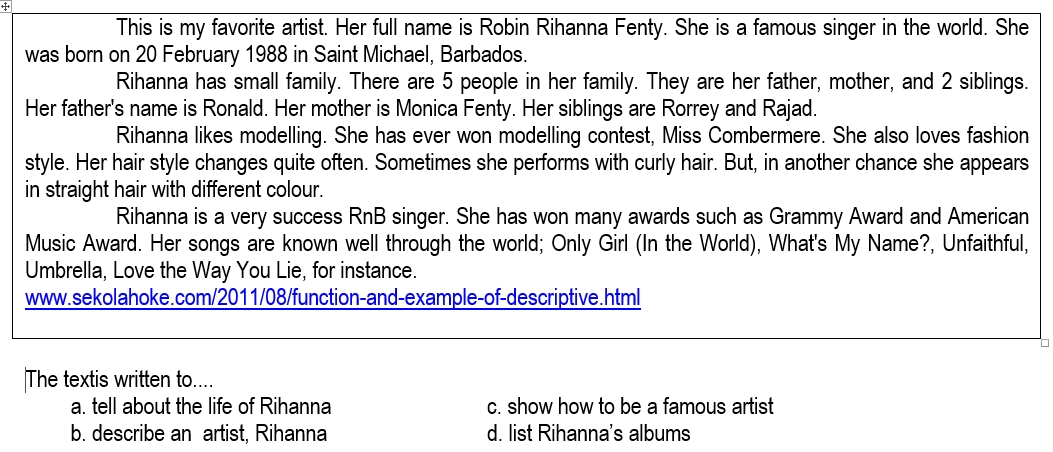 This is my favorite artist. Her full name is Robin Rihanna Fenty. She is a famous singer in the world. She
was born on 20 February 1988 in Saint Michael, Barbados.
Rihanna has small family. There are 5 people in her family. They are her father, mother, and 2 siblings.
Her father's name is Ronald. Her mother is Monica Fenty. Her siblings are Rorrey and Rajad.
Rihanna likes modelling. She has ever won modelling contest, Miss Combermere. She also loves fashion
style. Her hair style changes quite often. Sometimes she performs with curly hair. But, in another chance she appears
in straight hair with different colour.
Rihanna is a very success RnB singer. She has won many awards such as Grammy Award and American
Music Award. Her songs are known well through the world; Only Girl (In the World), What's My Name?, Unfaithful,
Umbrella, Love the Way You Lie, for instance.
www.sekolahoke.com/2011/08/function-and-example-of-descriptive.html
The textis written to....
a. tell about the life of Rihanna c. show how to be a famous artist
b. describe an  artist, Rihanna d. list Rihanna’s albums